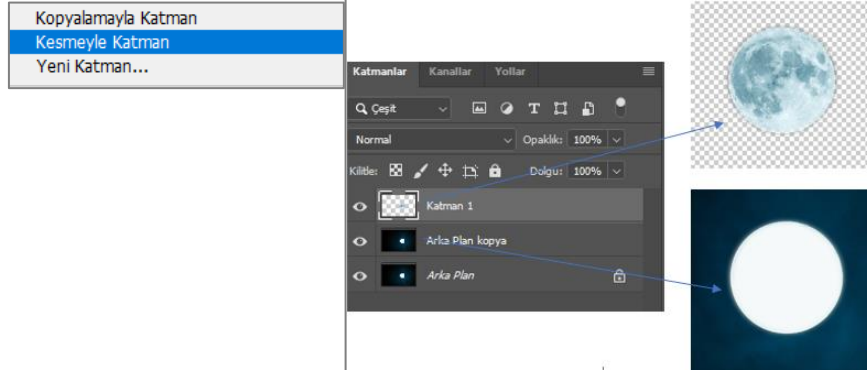 Kopyalamayla Katman
Kesmeyle Katman
Yeni Katman...
Katmanlar Kanallar Yollar
Çeşit T
Normal Opaklık: 100%
Kilitle: Dolgu: 100%
Katman 1
Arka Plan kopya
Arka Plan